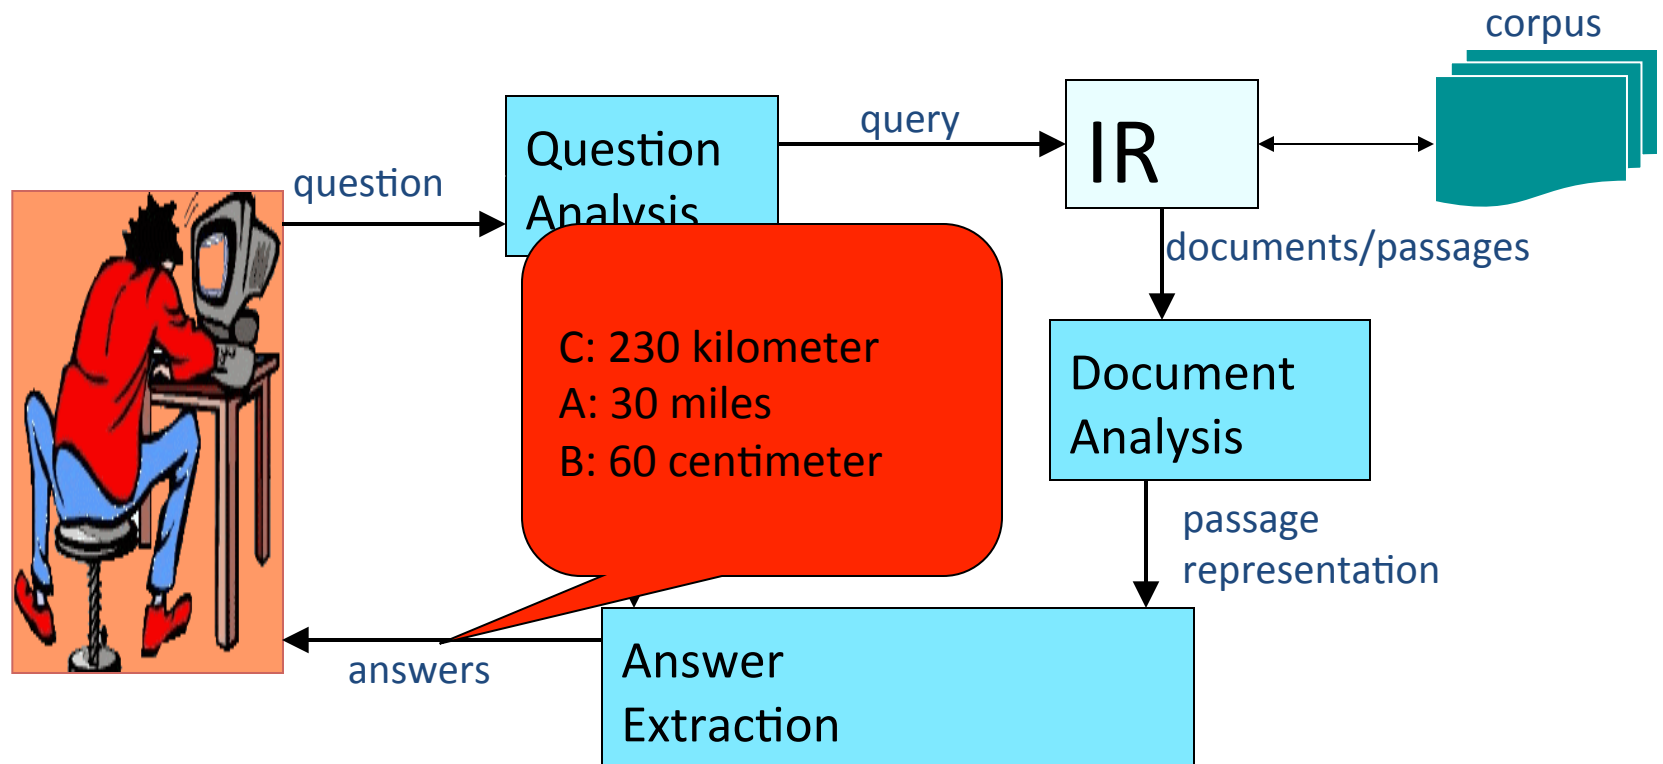 corpus
question
Question
Analysis
query
IR
documents/passages
C: 230 kilometer
A: 30 miles
B: 60 centimeter
Document
Analysis
passage
representation
answers
Answer
Extraction